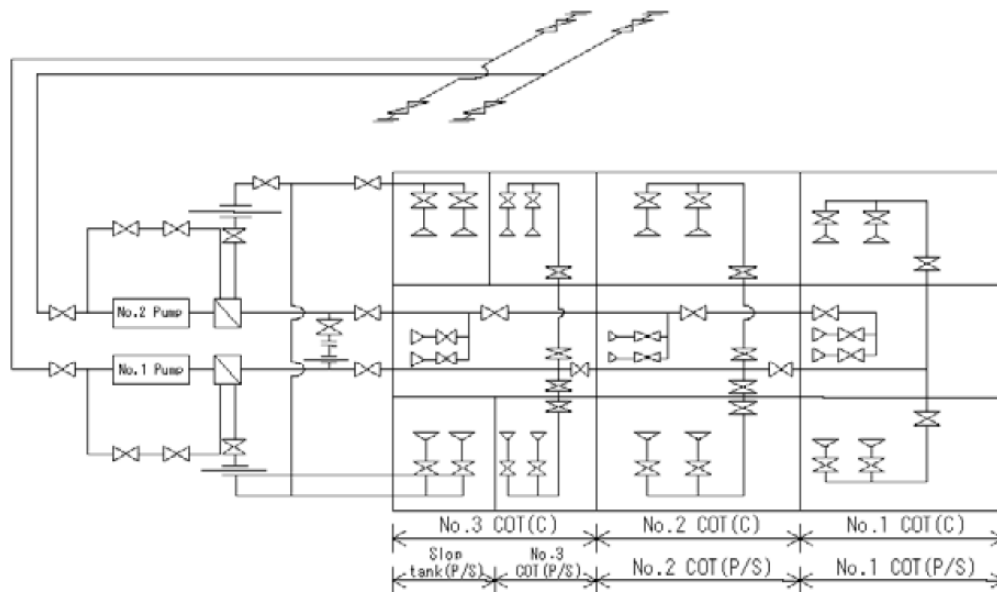 No.2 Pump
No.1 Pump
No.3 COT(C)
No.2 COT(C)
No.1 COT(C)
Slop
tank(P/S)
No.3
COT(P/S)
No.2 COT(P/S)
No.1 COT(P/S)